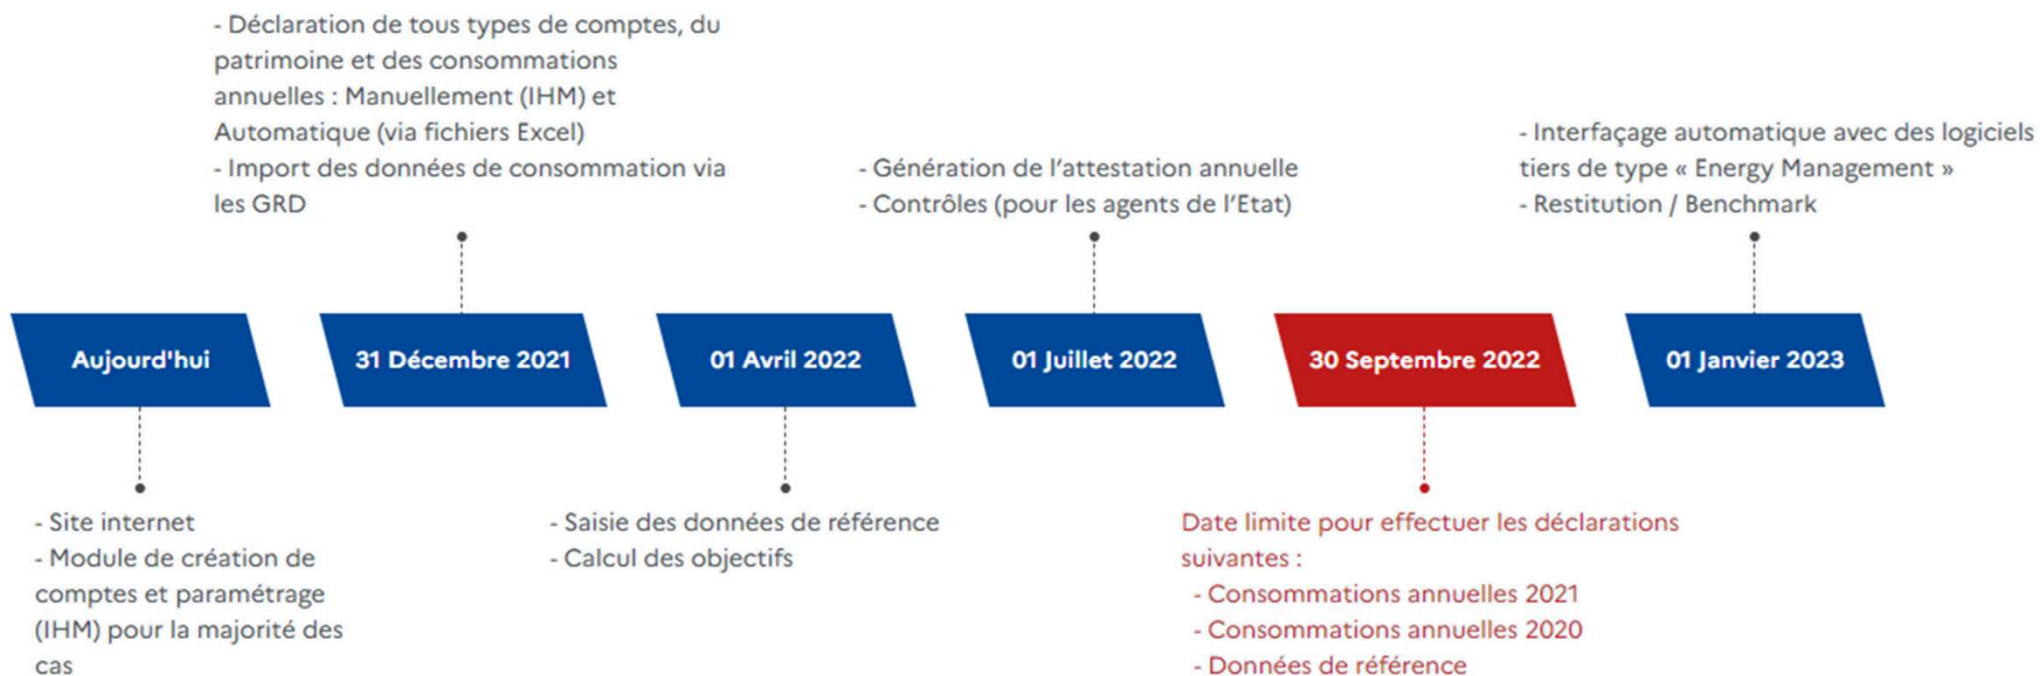 - Déclaration de tous types de comptes, du
patrimoine et des consommations
annuelles : Manuellement (IHM) et
Automatique (via fichiers Excel)
- Import des données de consommation via
les GRD
- Génération de l'attestation annuelle
- Contrôles (pour les agents de l'Etat)
- Interfaçage automatique avec des logiciels
tiers de type « Energy Management »
- Restitution / Benchmark
Aujourd'hui
31 Décembre 2021
01 Avril 2022
01 Juillet 2022
30 Septembre 2022
01 Janvier 2023
- Site internet
- Module de création de
comptes et paramétrage
(IHM) pour la majorité des
cas
- Saisie des données de référence
- Calcul des objectifs
Date limite pour effectuer les déclarations
suivantes :
- Consommations annuelles 2021
- Consommations annuelles 2020
- Données de référence